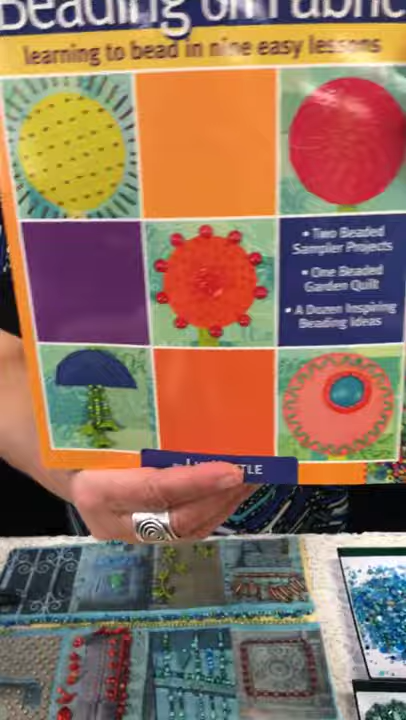 Beading on Fabric
learning to bead in nine easy lessons
• Two Beaded
Sampler Projects
• One Beaded
Garden Quilt
• A Dozen Inspiring
Beading Ideas